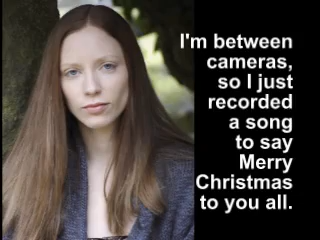 I'm between
cameras,
so I just
recorded
a song
to say
Merry
Christmas
to you all.